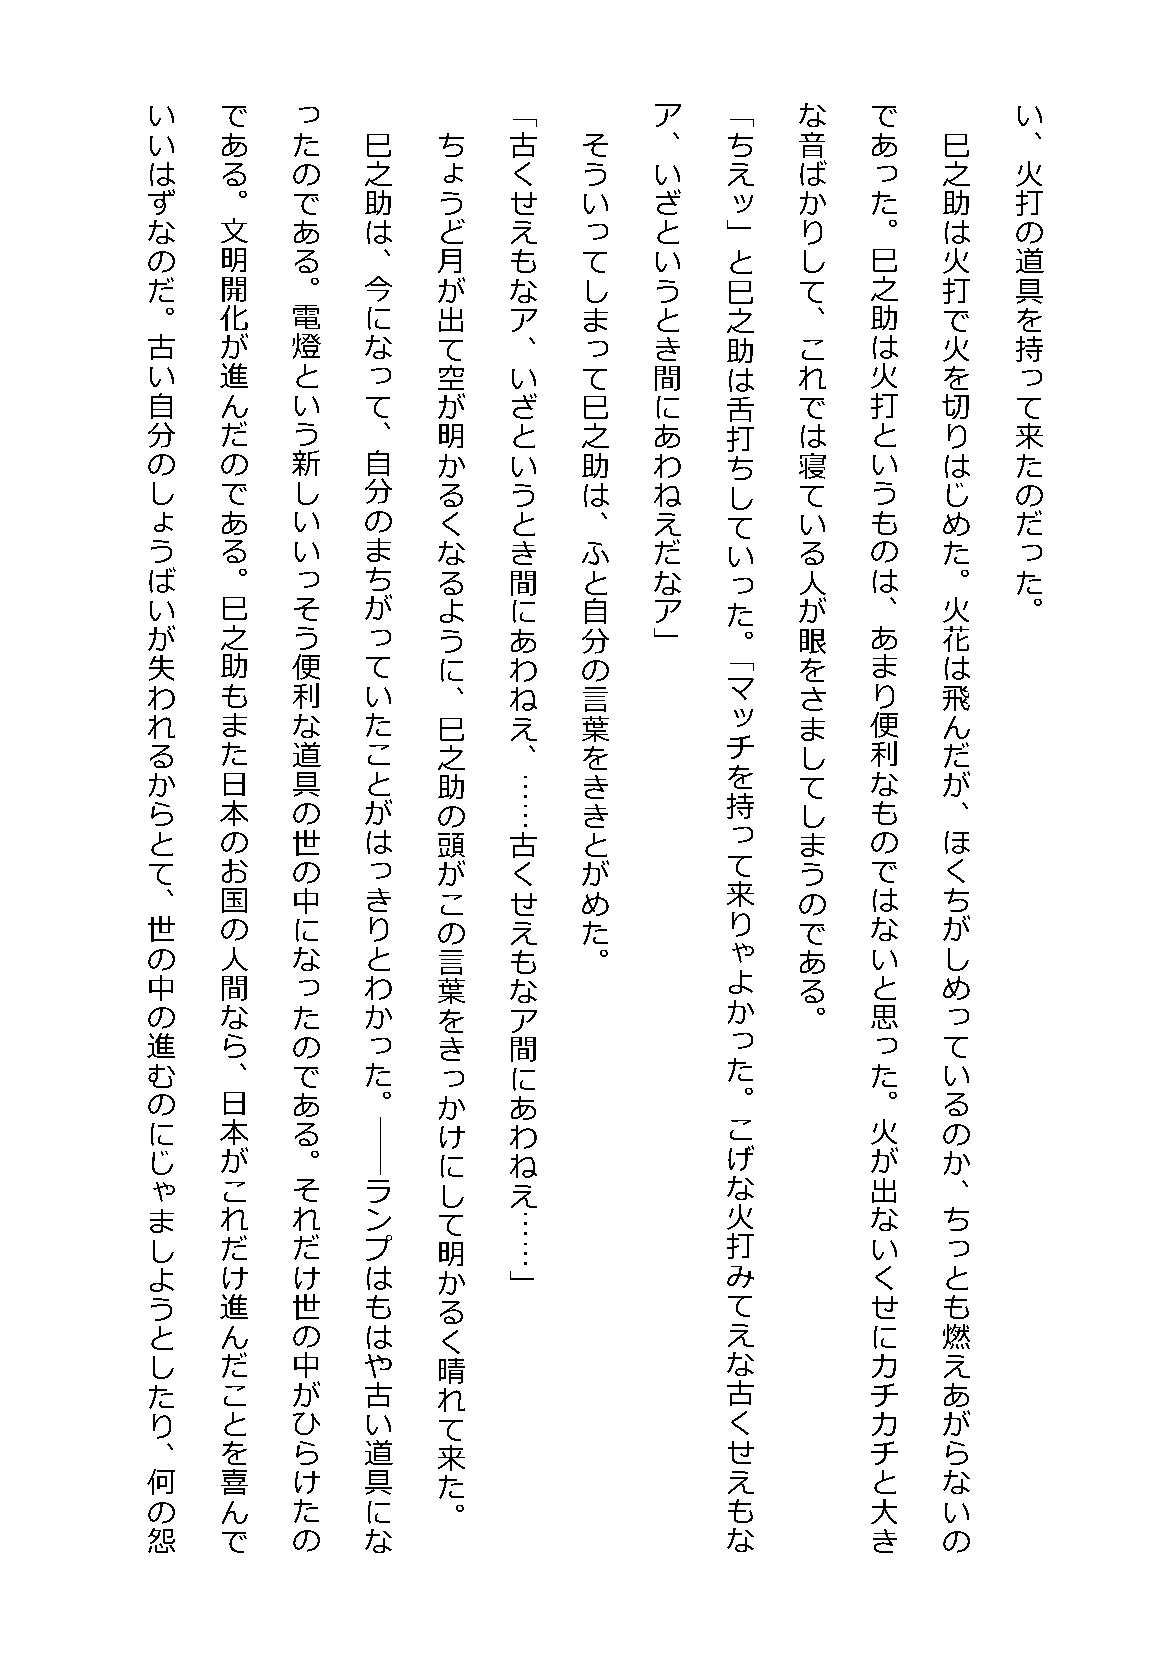 い、火打の道具を持って来たのだった。
　巳之助は火打で火を切りはじめた。火花は飛んだが、ほくちがしめっているのか、ちっとも燃えあがらないの
であった。巳之助は火打というものは、あまり便利なものではないと思った。火が出ないくせにカチカチと大き
な音ばかりして、これでは寝ている人が眼をさましてしまうのである。
「ちえッ」と巳之助は舌打ちしていった。「マッチを持って来りゃよかった。こげな火打みてえな古くせえもな
ア、いざというとき間にあわねえだなア」
　そういってしまって巳之助は、ふと自分の言葉をききとがめた。
「古くせえもなア、いざというとき間にあわねえ、……古くせえもなア間にあわねえ……」
　ちょうど月が出て空が明かるくなるように、巳之助の頭がこの言葉をきっかけにして明かるく晴れて来た。
　巳之助は、今になって、自分のまちがっていたことがはっきりとわかった。――ランプはもはや古い道具にな
ったのである。電燈という新しいいっそう便利な道具の世の中になったのである。それだけ世の中がひらけたの
である。文明開化が進んだのである。巳之助もまた日本のお国の人間なら、日本がこれだけ進んだことを喜んで
いいはずなのだ。古い自分のしょうばいが失われるからとて、世の中の進むのにじゃましようとしたり、何の怨